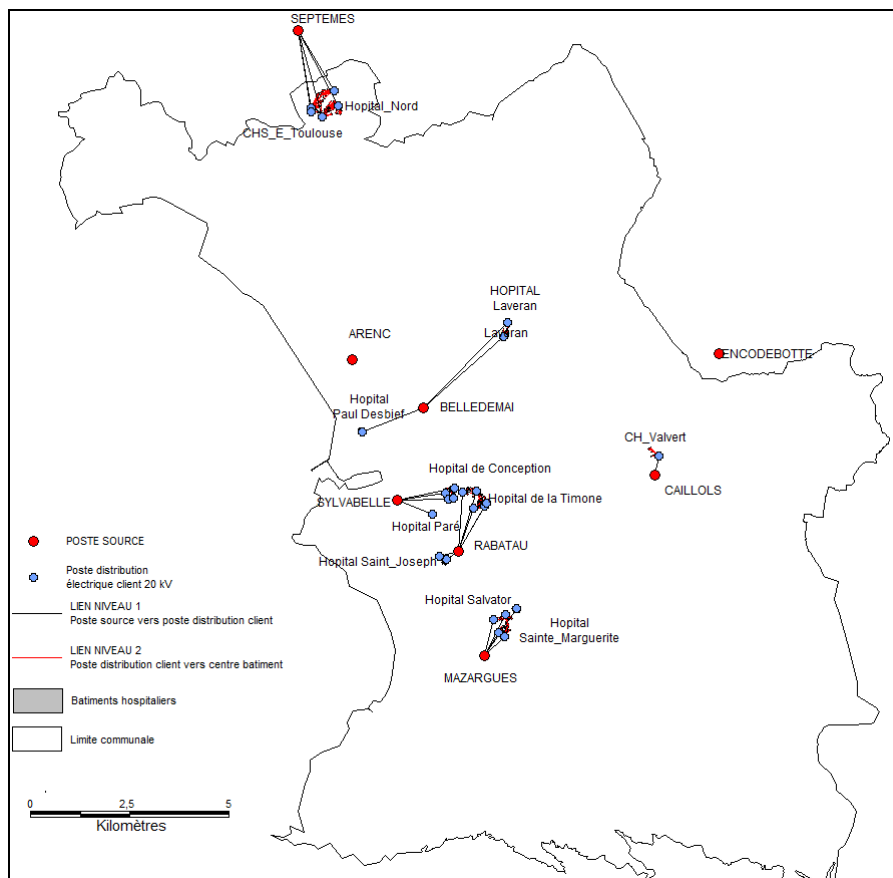 SEPTEMES
Hopital_Nord
CHS_E_Toulouse
HOPITAL
Laveran
Laveran
ARENC
ENCODEBOTTE
Hopital
Paul Desbief
BELLEDEMAI
CH_Valvert
Hopital de Conception
CAILLOLS
SYLVABELLE
Hopital de la Timone
Hopital Paré
RABATAU
Hopital Saint_Joseph
Hopital Salvator
Hopital
Sainte_Marguerite
MAZARGUES
POSTE SOURCE
Poste distribution
électrique client 20 kV
LIEN NIVEAU 1
Poste source vers poste distribution client
LIEN NIVEAU 2
Poste distribution client vers centre batiment
Batiments hospitaliers
Limite communale
0 2,5 5
Kilomètres